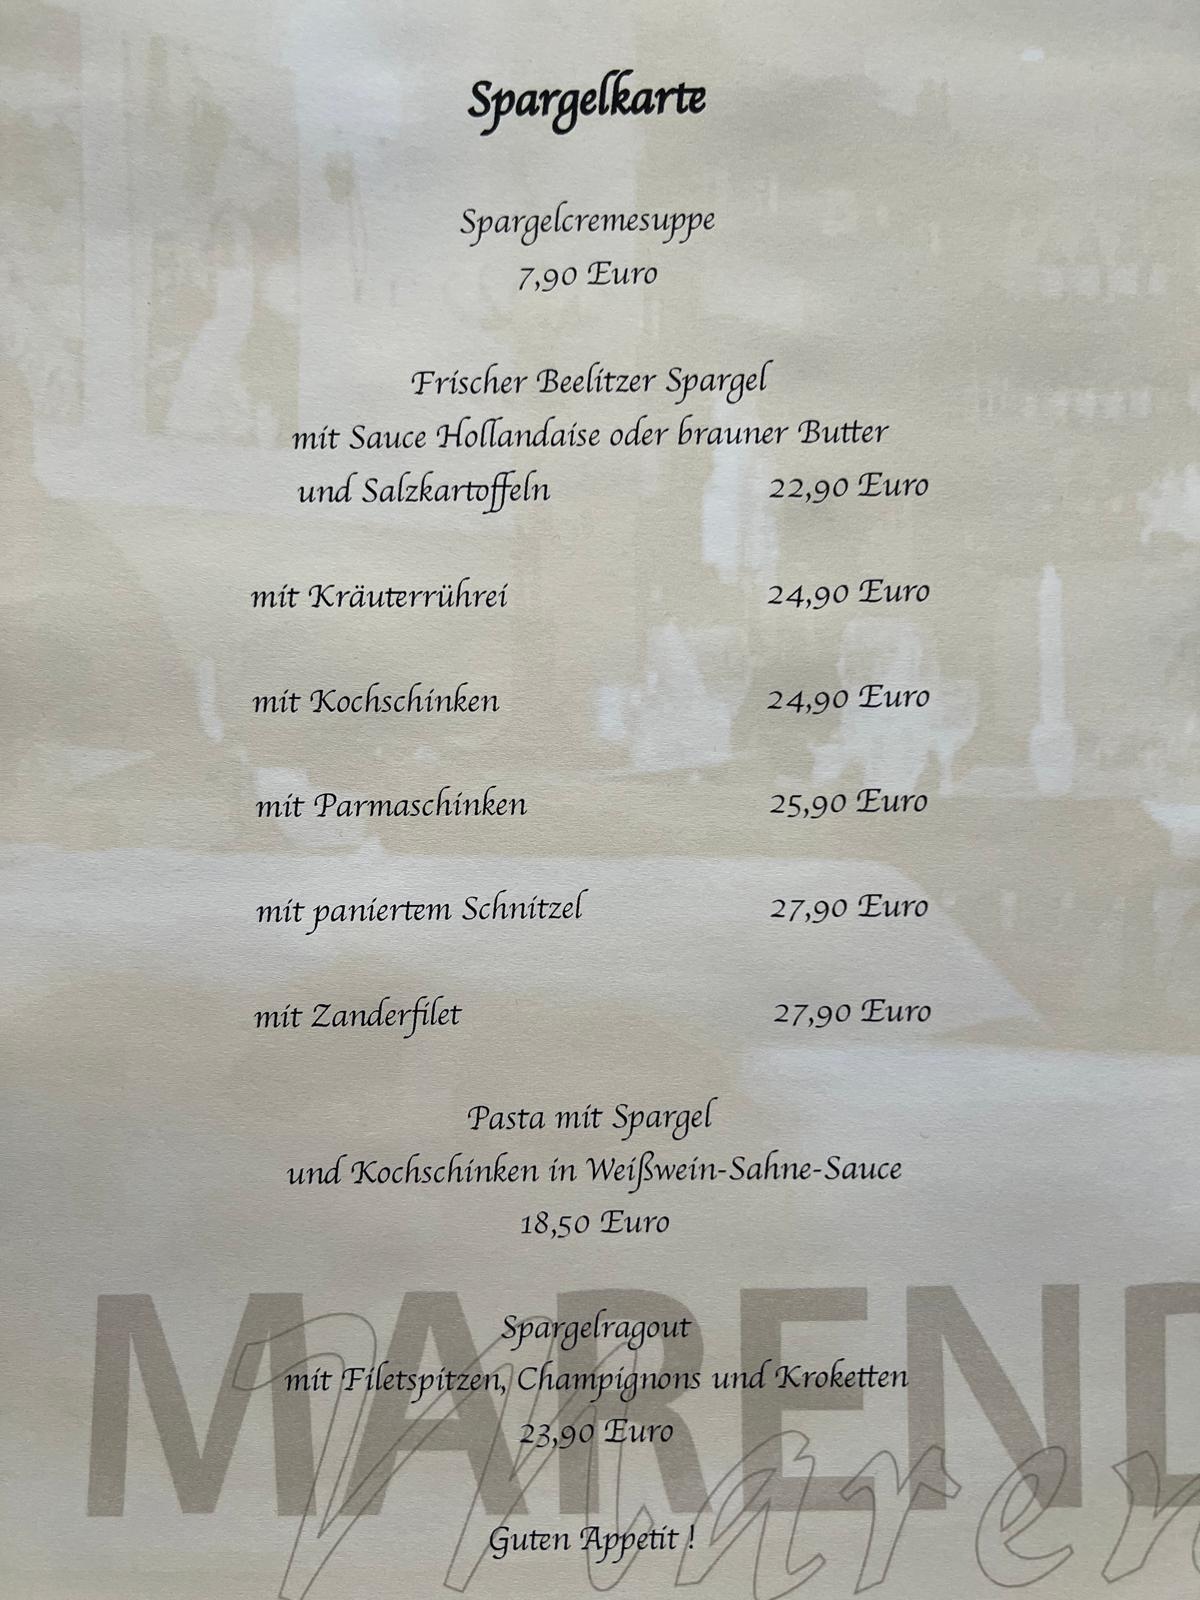 Spargelkarte
Spargelcremesuppe
7,90 Euro
Frischer Beelitzer Spargel
mit Sauce Hollandaise oder brauner Butter
und Salzkartoffeln 22,90 Euro
mit Kräuterrührei 24,90 Euro
mit Kochschinken 24,90 Euro
mit Parmaschinken 25,90 Euro
mit paniertem Schnitzel 27,90 Euro
mit Zanderfilet 27,90 Euro
Pasta mit Spargel
und Kochschinken in Weißwein-Sahne-Sauce
18,50 Euro
Spargelragout
mit Filetspitzen, Champignons und Kroketten
23,90 Euro
Guten Appetit !